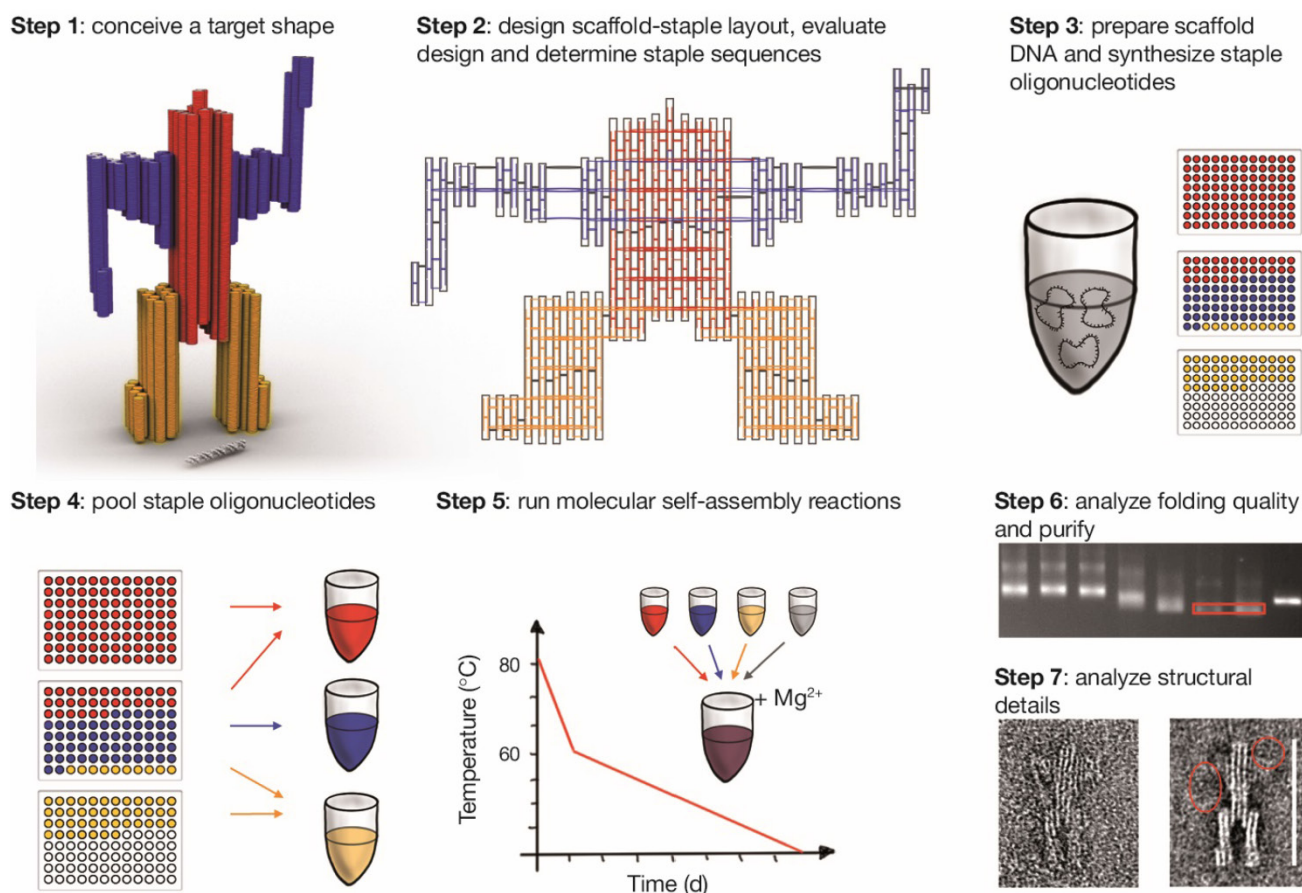 Step 1: conceive a target shape
Step 2: design scaffold-staple layout, evaluate
design and determine staple sequences
Step 3: prepare scaffold
DNA and synthesize staple
oligonucleotides
Step 4: pool staple oligonucleotides
Step 5: run molecular self-assembly reactions
+ Mg²⁺
Temperature (°C)
80
60
Time (d)
Step 6: analyze folding quality
and purify
Step 7: analyze structural
details